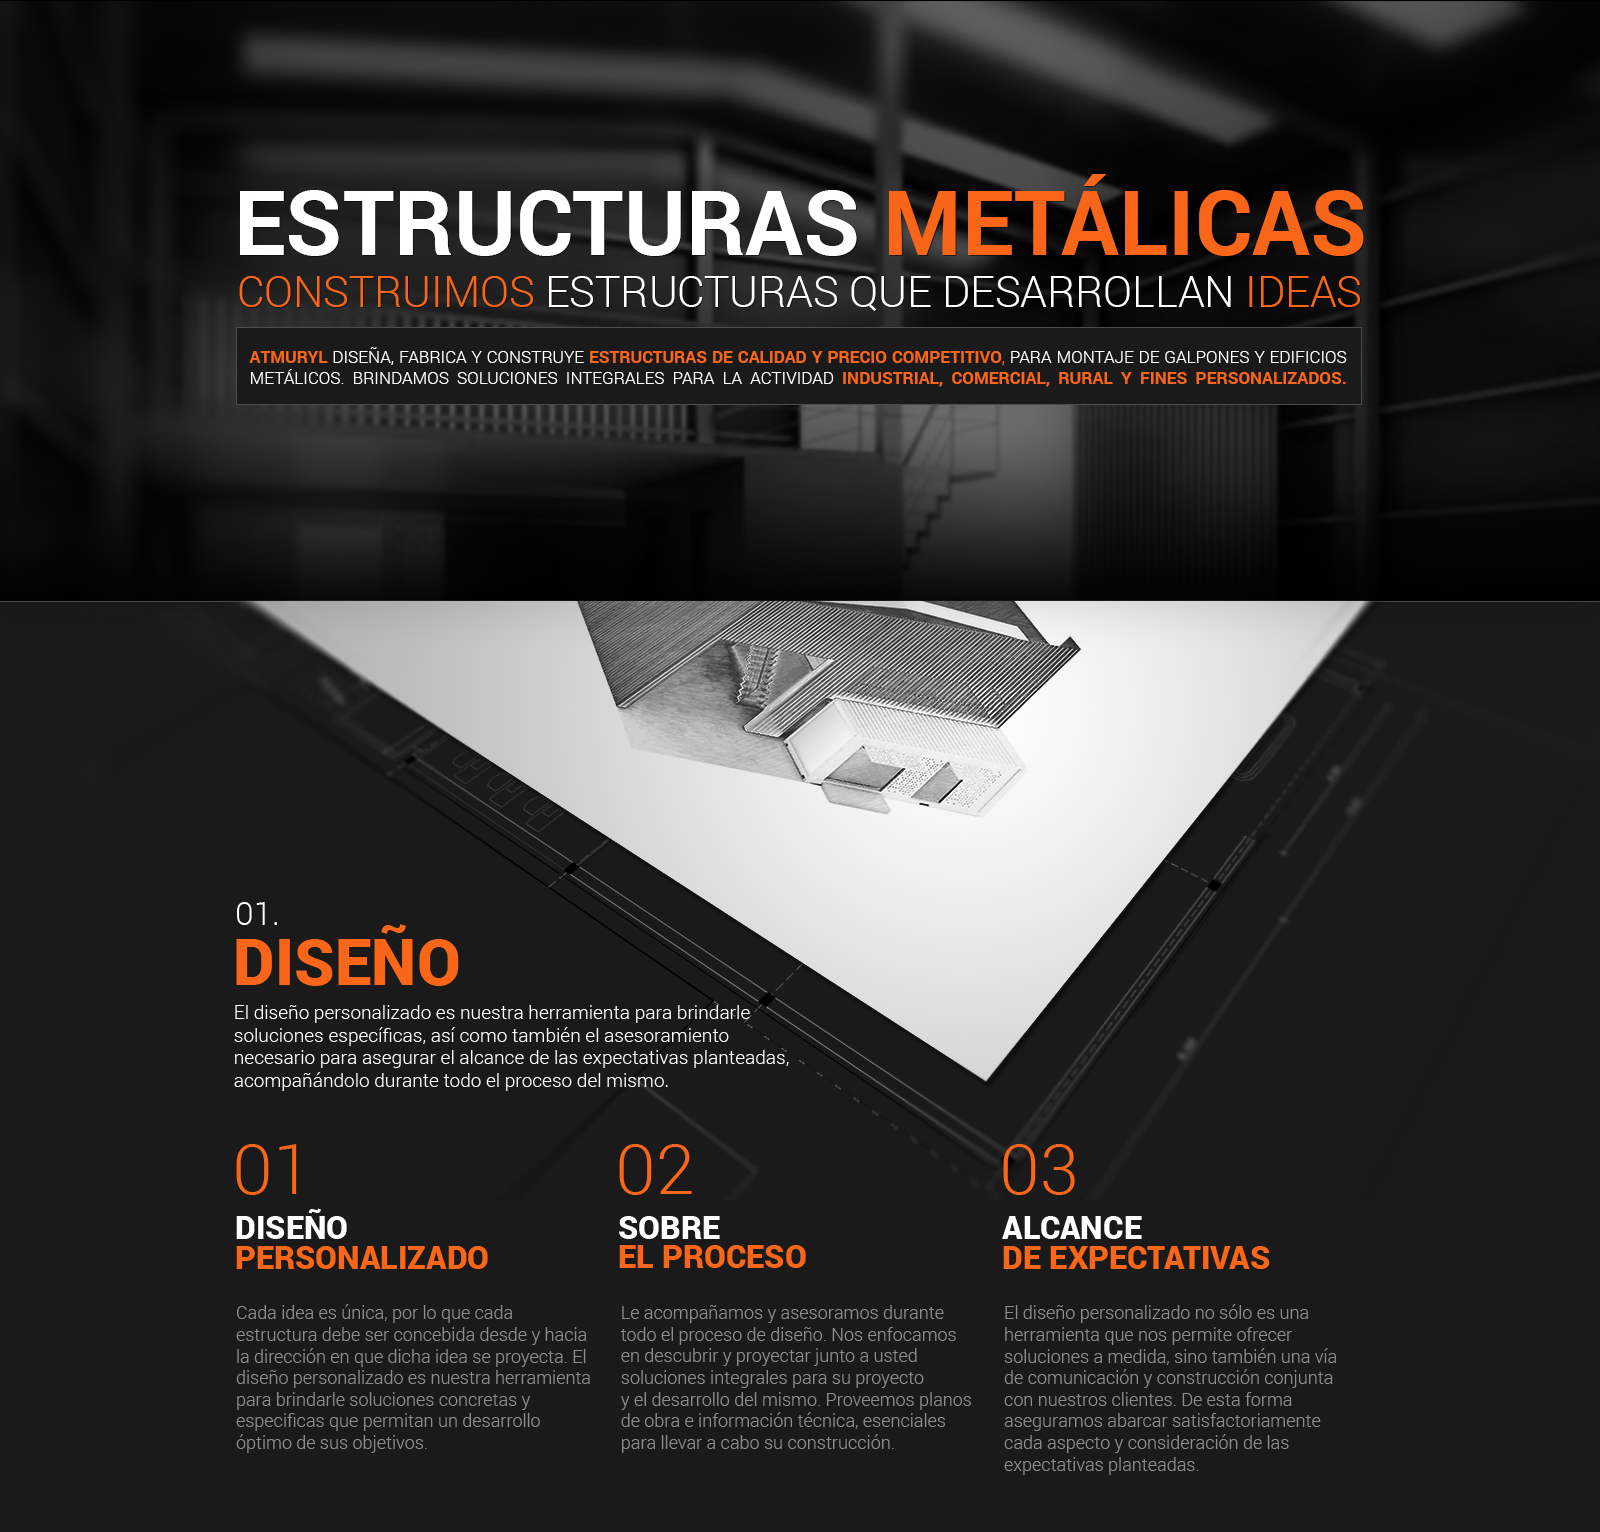 ESTRUCTURAS METÁLICAS
CONSTRUIMOS ESTRUCTURAS QUE DESARROLLAN IDEAS
ATMURYL DISEÑA, FABRICA Y CONSTRUYE ESTRUCTURAS DE CALIDAD Y PRECIO COMPETITIVO, PARA MONTAJE DE GALPONES Y EDIFICIOS
METÁLICOS. BRINDAMOS SOLUCIONES INTEGRALES PARA LA ACTIVIDAD INDUSTRIAL, COMERCIAL, RURAL Y FINES PERSONALIZADOS.
01.
DISEÑO
El diseño personalizado es nuestra herramienta para brindarle
soluciones específicas, así como también el asesoramiento
necesario para asegurar el alcance de las expectativas planteadas,
acompañándolo durante todo el proceso del mismo.
01
DISEÑO
PERSONALIZADO
Cada idea es única, por lo que cada
estructura debe ser concebida desde y hacia
la dirección en que dicha idea se proyecta. El
diseño personalizado es nuestra herramienta
para brindarle soluciones concretas y
especificas que permitan un desarrollo
óptimo de sus objetivos.
02
SOBRE
EL PROCESO
Le acompañamos y asesoramos durante
todo el proceso de diseño. Nos enfocamos
en descubrir y proyectar junto a usted
soluciones integrales para su proyecto
y el desarrollo del mismo. Proveemos planos
de obra e información técnica, esenciales
para llevar a cabo su construcción.
03
ALCANCE
DE EXPECTATIVAS
El diseño personalizado no sólo es una
herramienta que nos permite ofrecer
soluciones a medida, sino también una vía
de comunicación y construcción conjunta
con nuestros clientes. De esta forma
aseguramos abarcar satisfactoriamente
cada aspecto y consideración de las
expectativas planteadas.